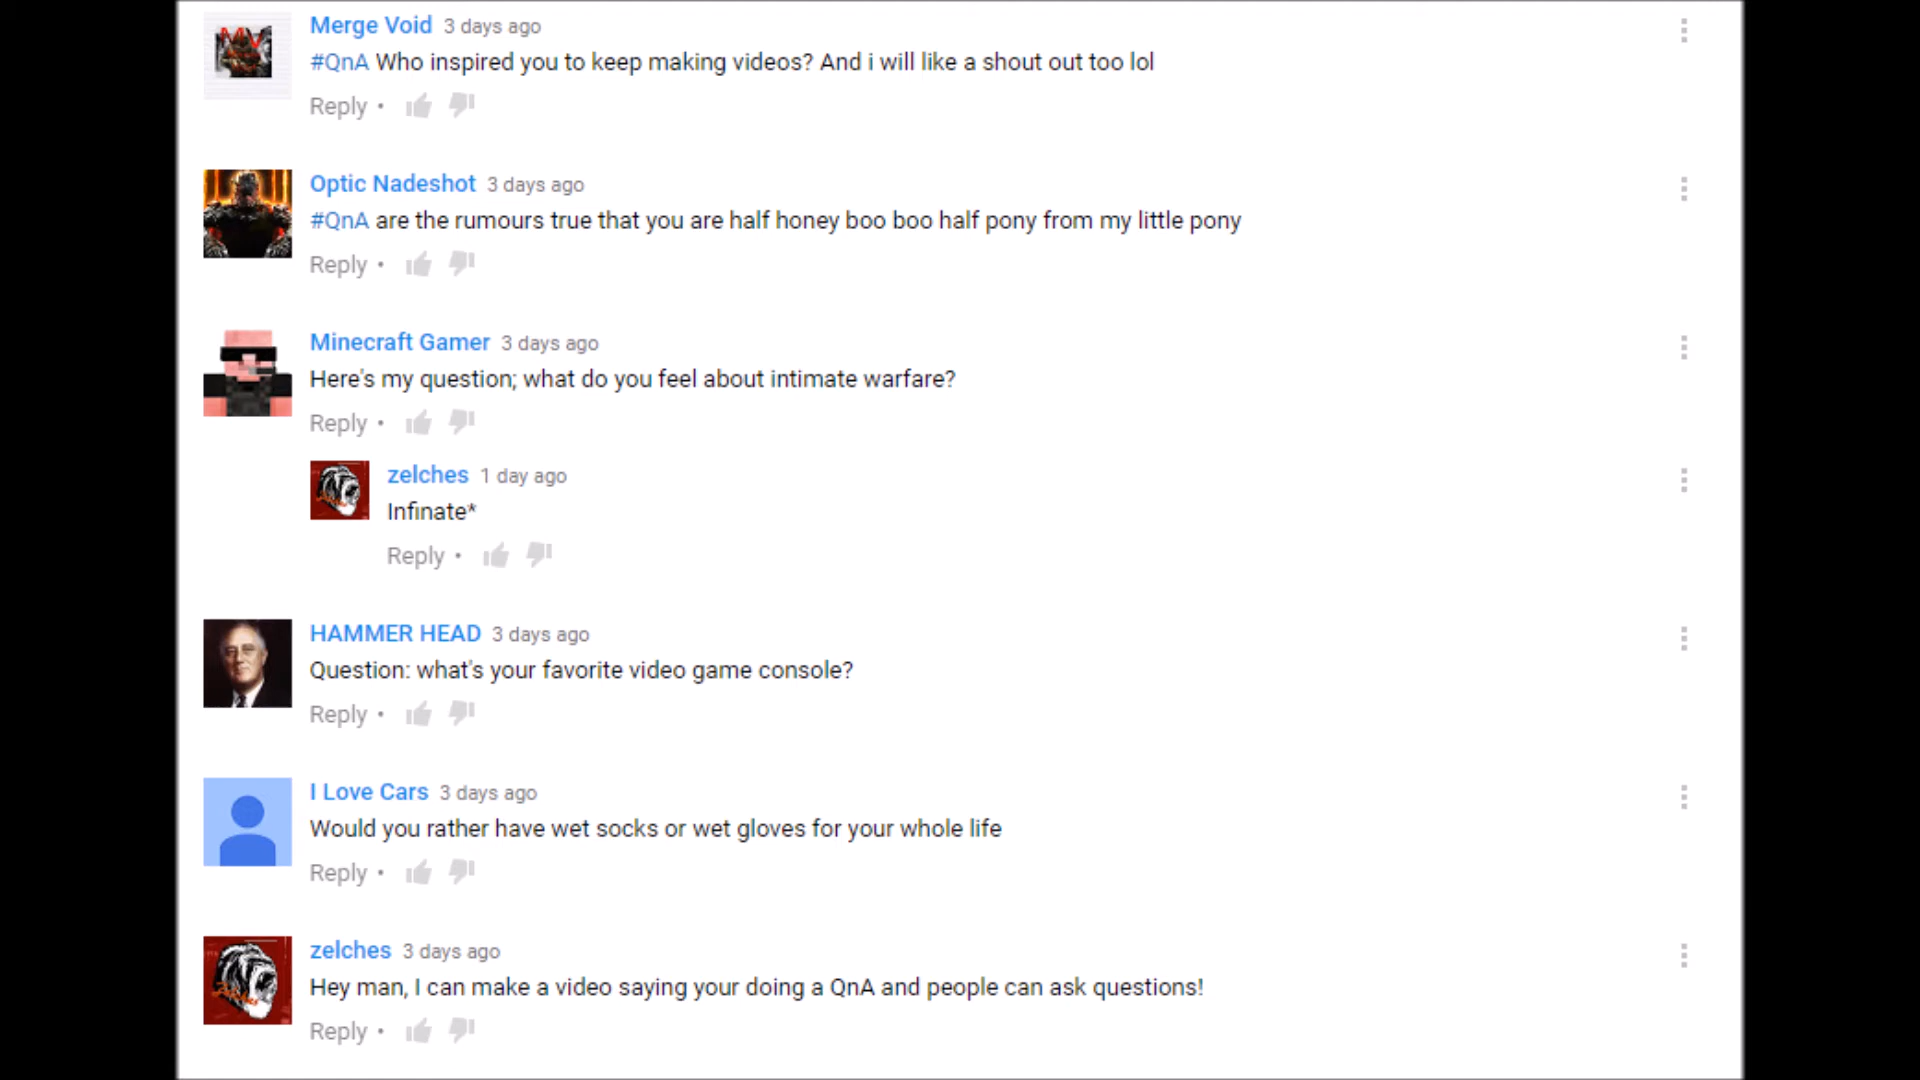 Merge Void 3 days ago
#QnA Who inspired you to keep making videos? And i will like a shout out too lol
Reply •
Optic Nadeshot 3 days ago
#QnA are the rumours true that you are half honey boo boo half pony from my little pony
Reply •
Minecraft Gamer 3 days ago
Here's my question; what do you feel about intimate warfare?
Reply •
zelches 1 day ago
Infinate*
Reply •
HAMMER HEAD 3 days ago
Question: what's your favorite video game console?
Reply •
I Love Cars 3 days ago
Would you rather have wet socks or wet gloves for your whole life
Reply •
zelches 3 days ago
Hey man, I can make a video saying your doing a QnA and people can ask questions!
Reply •